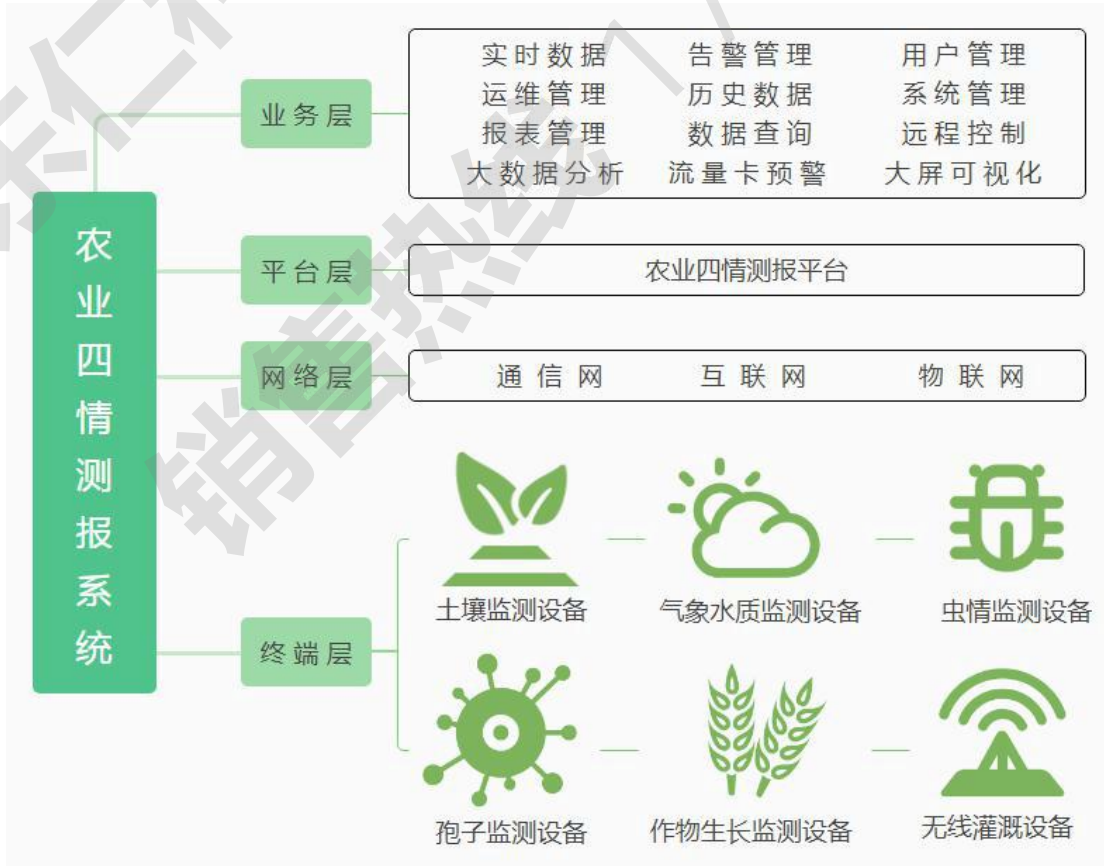 农业四情测报系统
业务层
实时数据 告警管理 用户管理
运维管理 历史数据 系统管理
报表管理 数据查询 远程控制
大数据分析 流量卡预警 大屏可视化
平台层
农业四情测报平台
网络层
通信网 互联网 物联网
终端层
土壤监测设备 气象水质监测设备 虫情监测设备
孢子监测设备 作物生长监测设备 无线灌溉设备
销售热线 1